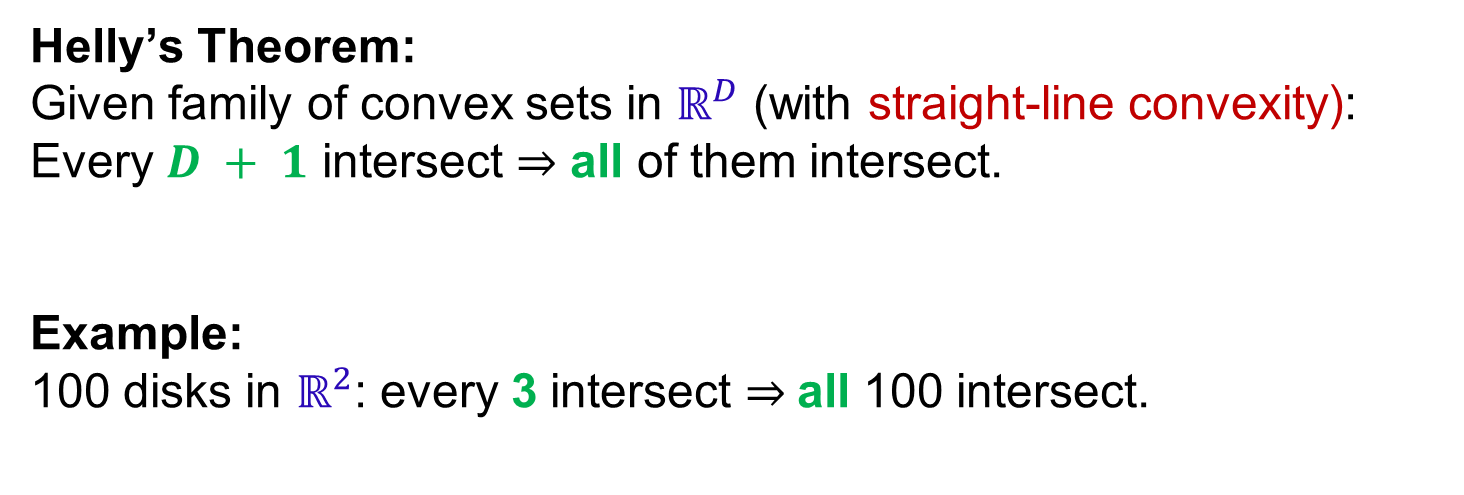 Helly’s Theorem:
Given family of convex sets in ℝᴰ (with straight-line convexity):
Every D + 1 intersect ⇒ all of them intersect.
Example:
100 disks in ℝ²: every 3 intersect ⇒ all 100 intersect.